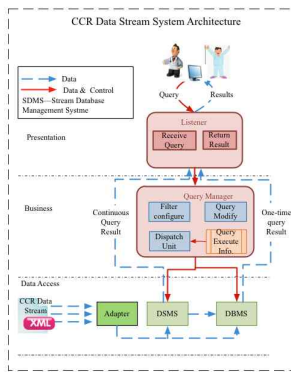 CCR Data Stream System Architecture
Data
Data & Control
SDMS—Stream Database
Management Systme
Query
Results
Presentation
Listener
Receive
Query
Return
Result
Business
Continuous
Query
Result
Query Manager
Filter
configure
Query
Modify
Dispatch
Unit
Query
Execute
Info.
One-time
query
Result
Data Access
CCR Data
Stream
XML
Adapter
DSMS
DBMS